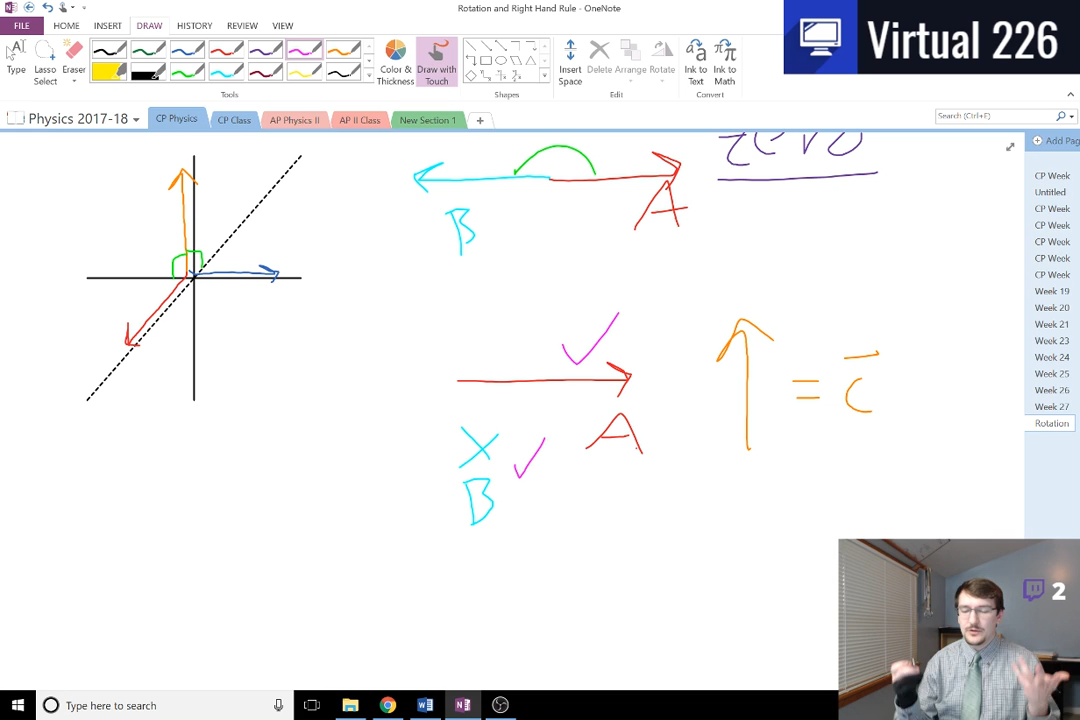 Rotation and Right Hand Rule - OneNote
Virtual 226
FILE HOME INSERT DRAW HISTORY REVIEW VIEW
Type
Lasso Select
Eraser
Color & Thickness
Draw with Touch
Insert Space
Delete
Arrange
Rotate
Ink to Text
Ink to Math
Tools
Shapes
Edit
Convert
Physics 2017-18
CP Physics
CP Class
AP Physics II
AP II Class
New Section 1
Search (Ctrl+E)
Add Pag
CP Week
Untitled
CP Week
CP Week
CP Week
CP Week
CP Week
Week 19
Week 20
Week 21
Week 23
Week 24
Week 25
Week 26
Week 27
Rotation
zero
B
A
A
X
B
= C
2
Type here to search